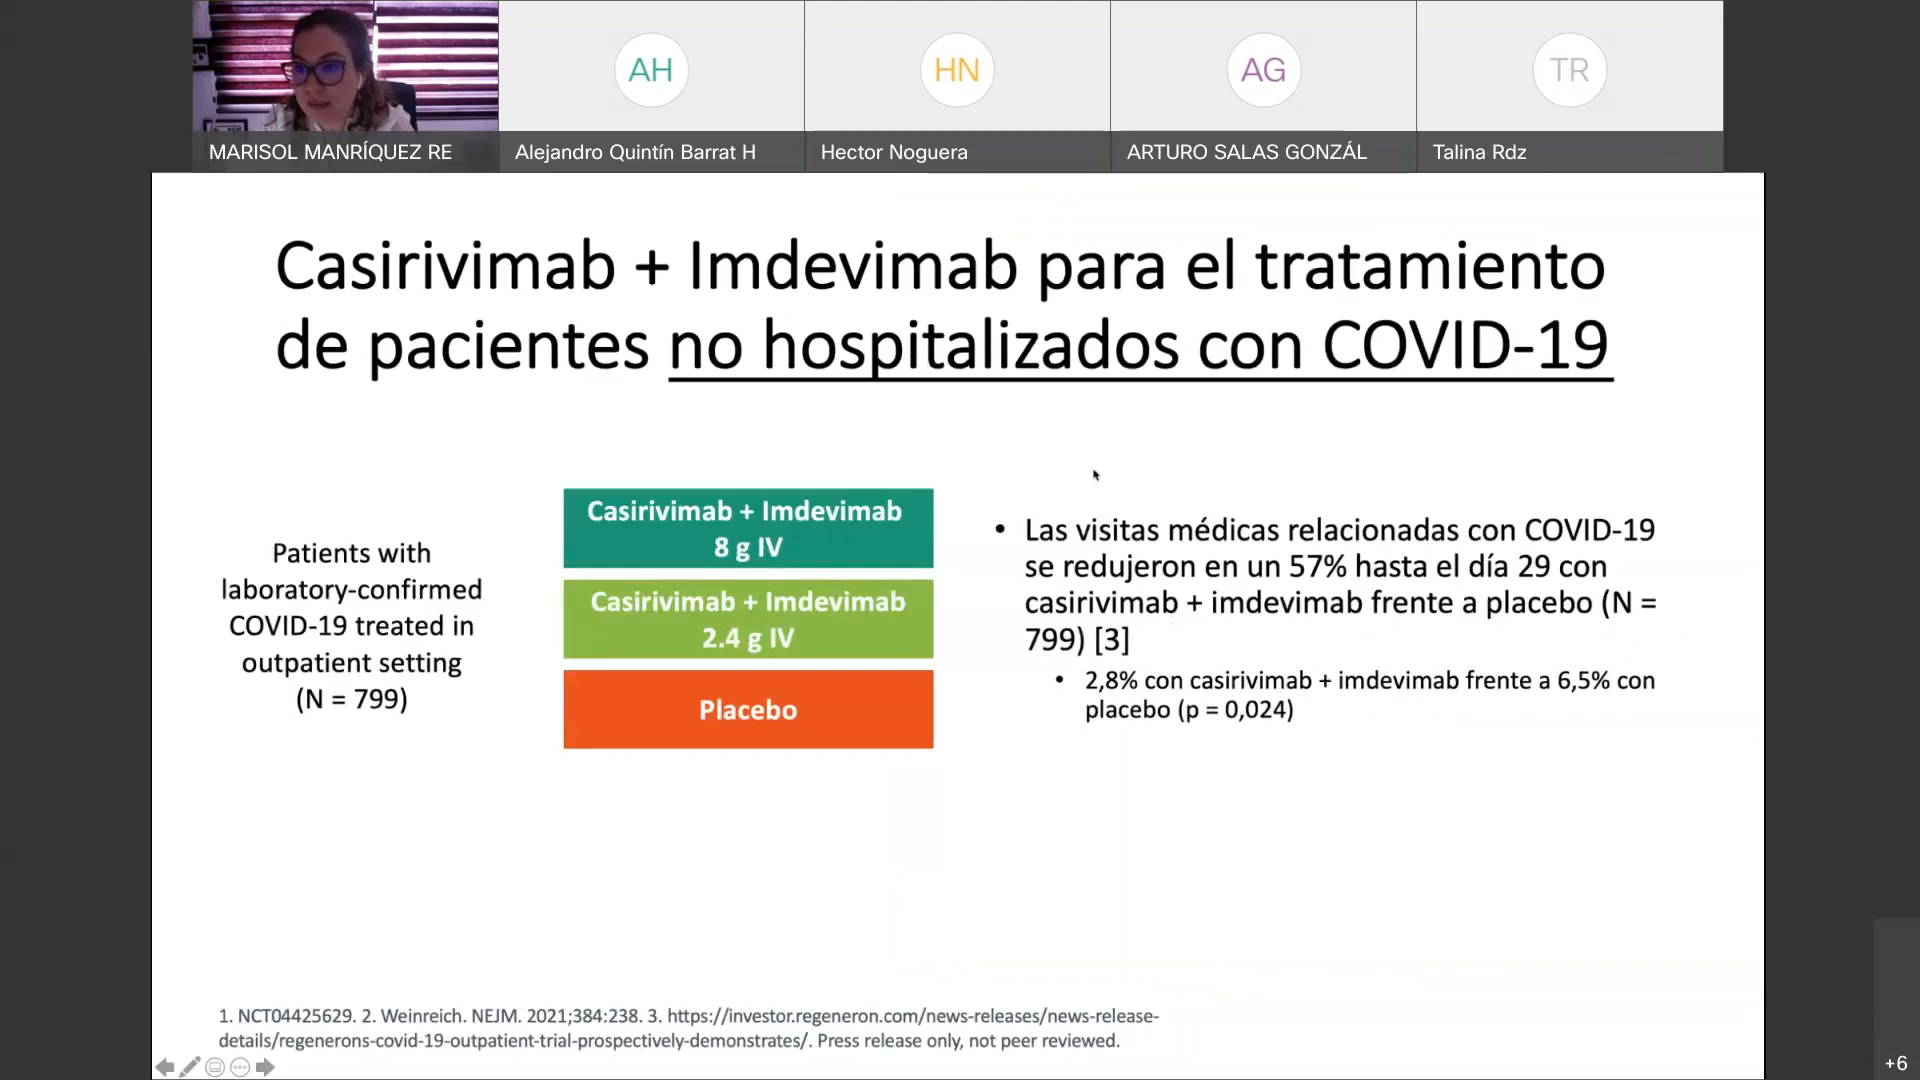 AH
HN
AG
TR
MARISOL MANRÍQUEZ RE
Alejandro Quintín Barrat H
Hector Noguera
ARTURO SALAS GONZÁL
Talina Rdz
Casirivimab + Imdevimab para el tratamiento
de pacientes no hospitalizados con COVID-19
Patients with
laboratory-confirmed
COVID-19 treated in
outpatient setting
(N = 799)
Casirivimab + Imdevimab
8 g IV
Casirivimab + Imdevimab
2.4 g IV
Placebo
• Las visitas médicas relacionadas con COVID-19
se redujeron en un 57% hasta el día 29 con
casirivimab + imdevimab frente a placebo (N =
799) [3]
• 2,8% con casirivimab + imdevimab frente a 6,5% con
placebo (p = 0,024)
1. NCT04425629. 2. Weinreich. NEJM. 2021;384:238. 3. https://investor.regeneron.com/news-releases/news-release-
details/regenerons-covid-19-outpatient-trial-prospectively-demonstrates/. Press release only, not peer reviewed.
+6